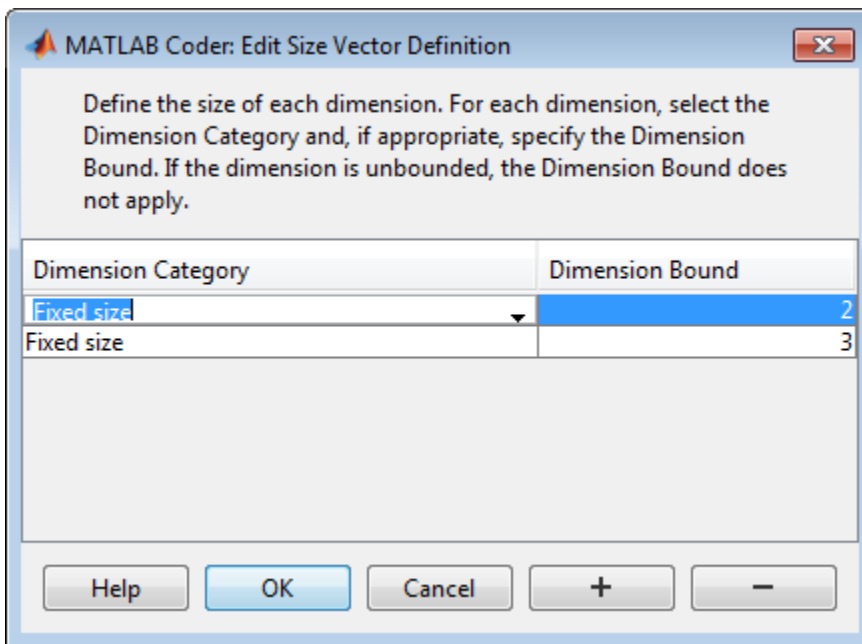 MATLAB Coder: Edit Size Vector Definition
Define the size of each dimension. For each dimension, select the
Dimension Category and, if appropriate, specify the Dimension
Bound. If the dimension is unbounded, the Dimension Bound does
not apply.
Dimension Category Dimension Bound
Fixed size 2
Fixed size 3
Help OK Cancel + −